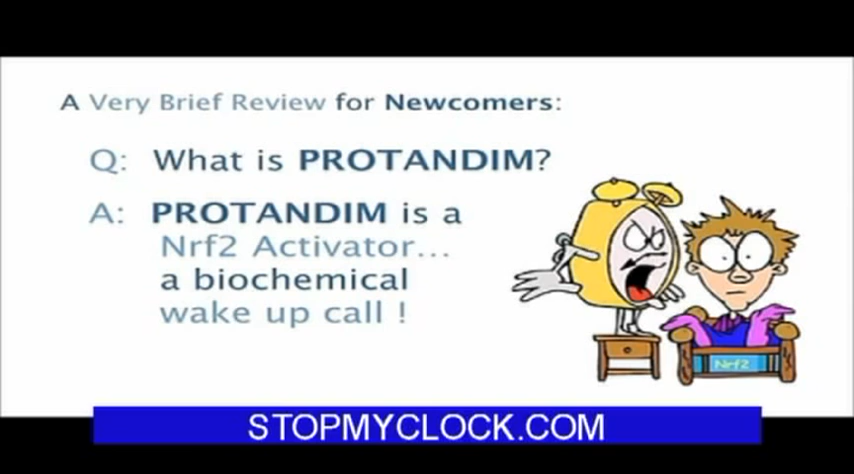 A Very Brief Review for Newcomers:
Q: What is PROTANDIM?
A: PROTANDIM is a
Nrf2 Activator...
a biochemical
wake up call !
Nrf2
STOPMYCLOCK.COM